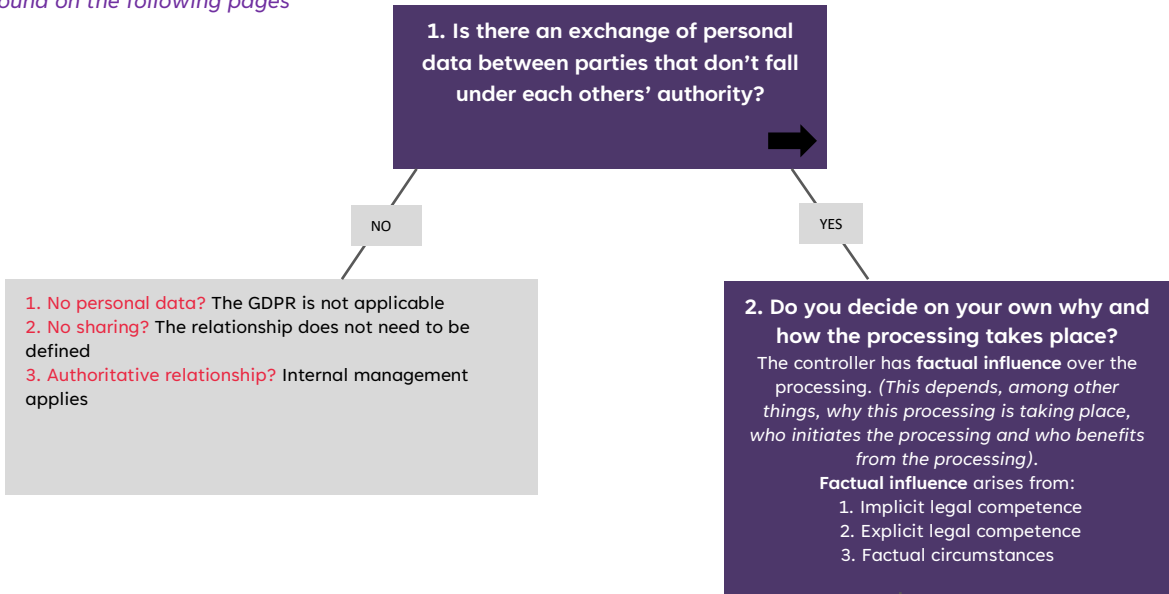 ound on the following pages
1. Is there an exchange of personal
data between parties that don't fall
under each others' authority?
NO
YES
1. No personal data? The GDPR is not applicable
2. No sharing? The relationship does not need to be
defined
3. Authoritative relationship? Internal management
applies
2. Do you decide on your own why and
how the processing takes place?
The controller has factual influence over the
processing. (This depends, among other
things, why this processing is taking place,
who initiates the processing and who benefits
from the processing).
Factual influence arises from:
1. Implicit legal competence
2. Explicit legal competence
3. Factual circumstances